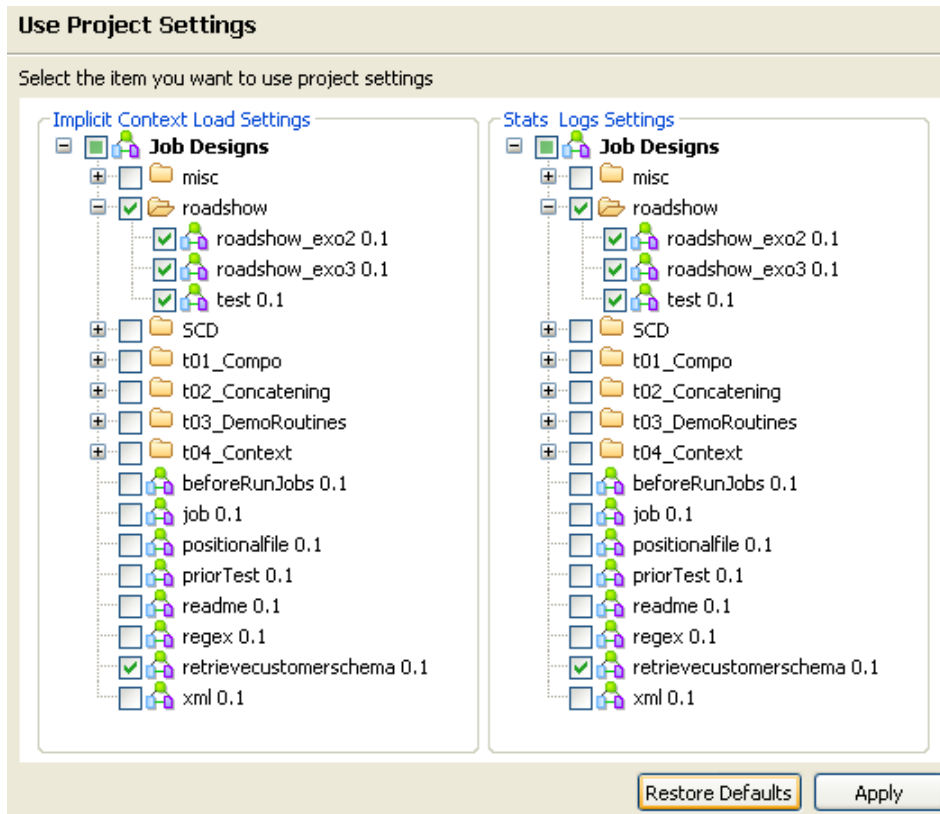 Use Project Settings
Select the item you want to use project settings
Implicit Context Load Settings
Job Designs
misc
roadshow
roadshow_exo2 0.1
roadshow_exo3 0.1
test 0.1
SCD
t01_Compo
t02_Concatening
t03_DemoRoutines
t04_Context
beforeRunJobs 0.1
job 0.1
positionalfile 0.1
priorTest 0.1
readme 0.1
regex 0.1
retrievecustomerschema 0.1
xml 0.1
Stats Logs Settings
Job Designs
misc
roadshow
roadshow_exo2 0.1
roadshow_exo3 0.1
test 0.1
SCD
t01_Compo
t02_Concatening
t03_DemoRoutines
t04_Context
beforeRunJobs 0.1
job 0.1
positionalfile 0.1
priorTest 0.1
readme 0.1
regex 0.1
retrievecustomerschema 0.1
xml 0.1
Restore Defaults
Apply